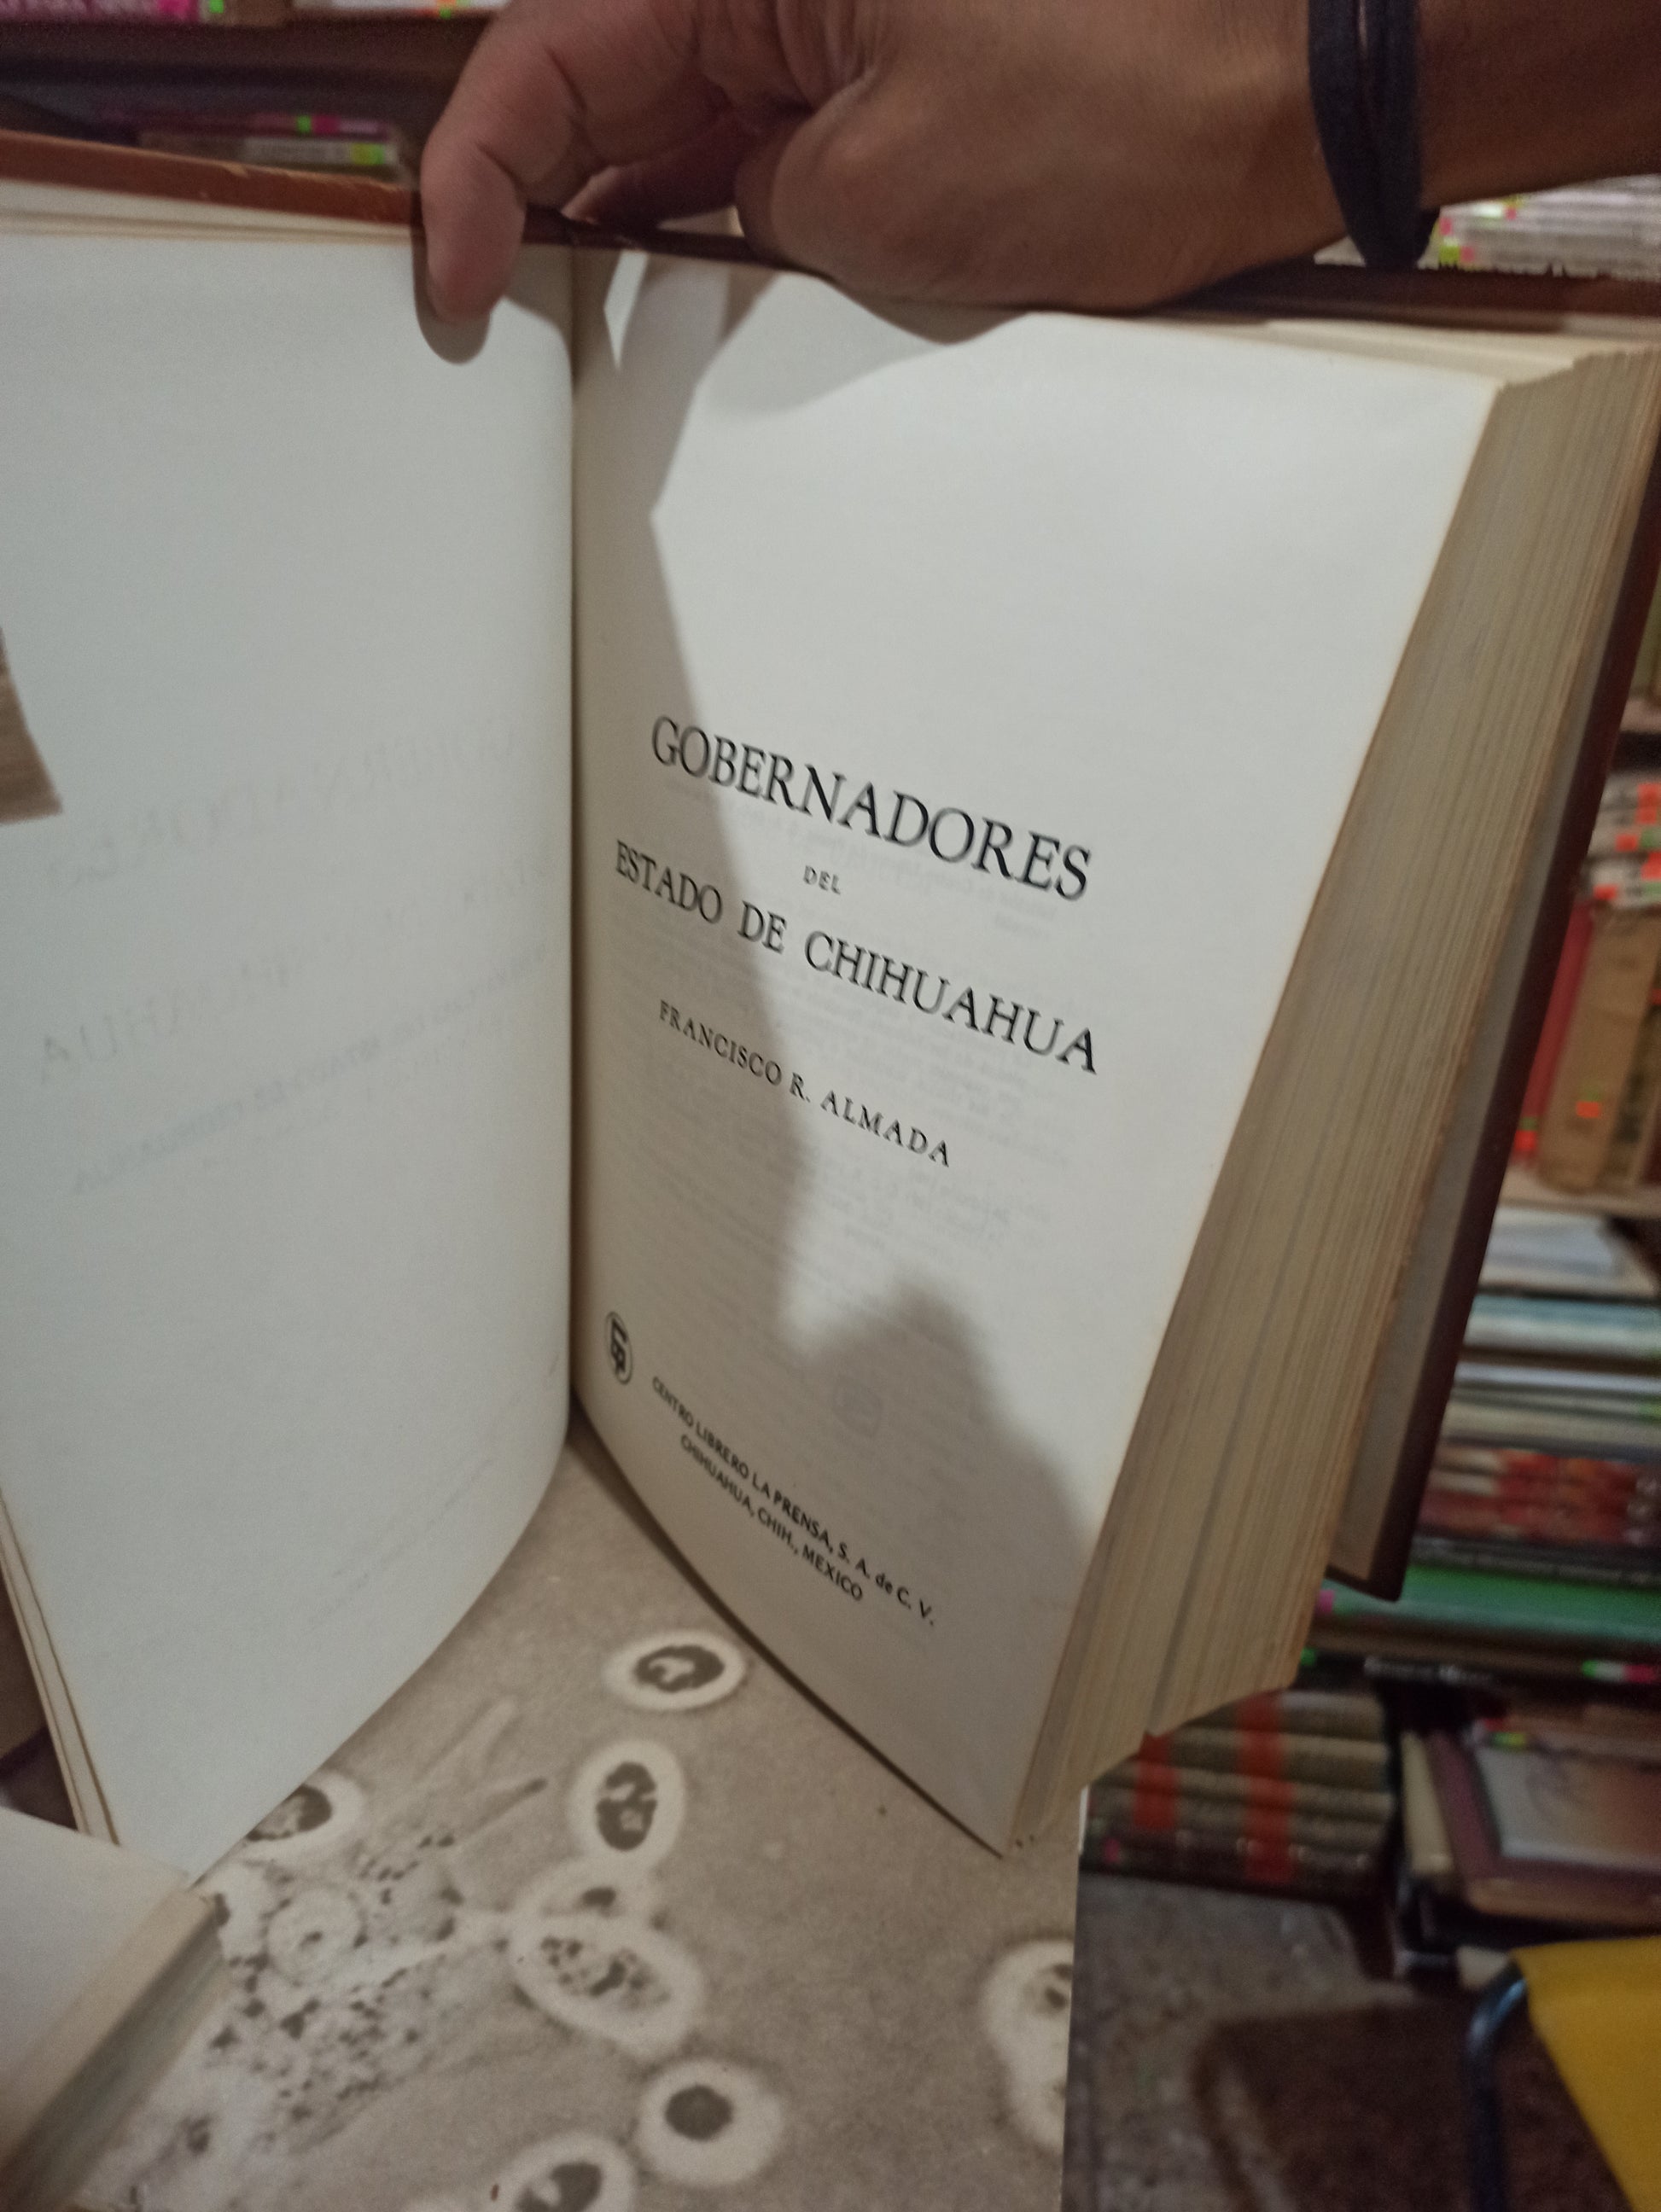 GOBERNADORES
DEL
ESTADO DE CHIHUAHUA
FRANCISCO R. ALMADA
CENTRO LIBRERO LA PRENSA, S. A. de C. V.
CHIHUAHUA, CHIH., MEXICO